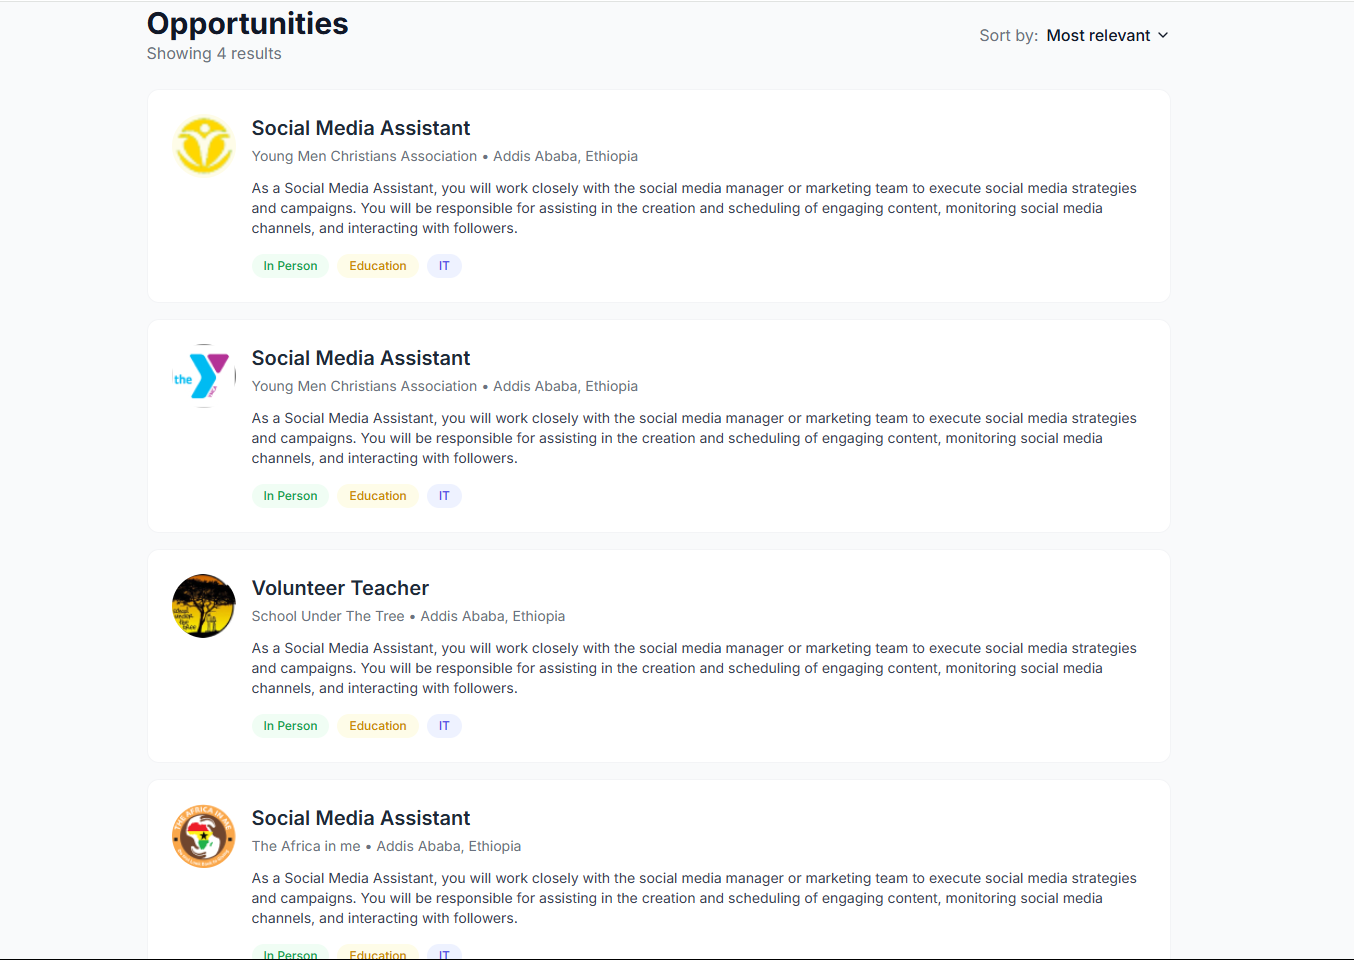 Opportunities
Showing 4 results
Sort by: Most relevant
Social Media Assistant
Young Men Christians Association • Addis Ababa, Ethiopia
As a Social Media Assistant, you will work closely with the social media manager or marketing team to execute social media strategies
and campaigns. You will be responsible for assisting in the creation and scheduling of engaging content, monitoring social media
channels, and interacting with followers.
In Person Education IT
the
Social Media Assistant
Young Men Christians Association • Addis Ababa, Ethiopia
As a Social Media Assistant, you will work closely with the social media manager or marketing team to execute social media strategies
and campaigns. You will be responsible for assisting in the creation and scheduling of engaging content, monitoring social media
channels, and interacting with followers.
In Person Education IT
Volunteer Teacher
School Under The Tree • Addis Ababa, Ethiopia
As a Social Media Assistant, you will work closely with the social media manager or marketing team to execute social media strategies
and campaigns. You will be responsible for assisting in the creation and scheduling of engaging content, monitoring social media
channels, and interacting with followers.
In Person Education IT
THE AFRICA IN ME
Social Media Assistant
The Africa in me • Addis Ababa, Ethiopia
As a Social Media Assistant, you will work closely with the social media manager or marketing team to execute social media strategies
and campaigns. You will be responsible for assisting in the creation and scheduling of engaging content, monitoring social media
channels, and interacting with followers.
In Person Education IT